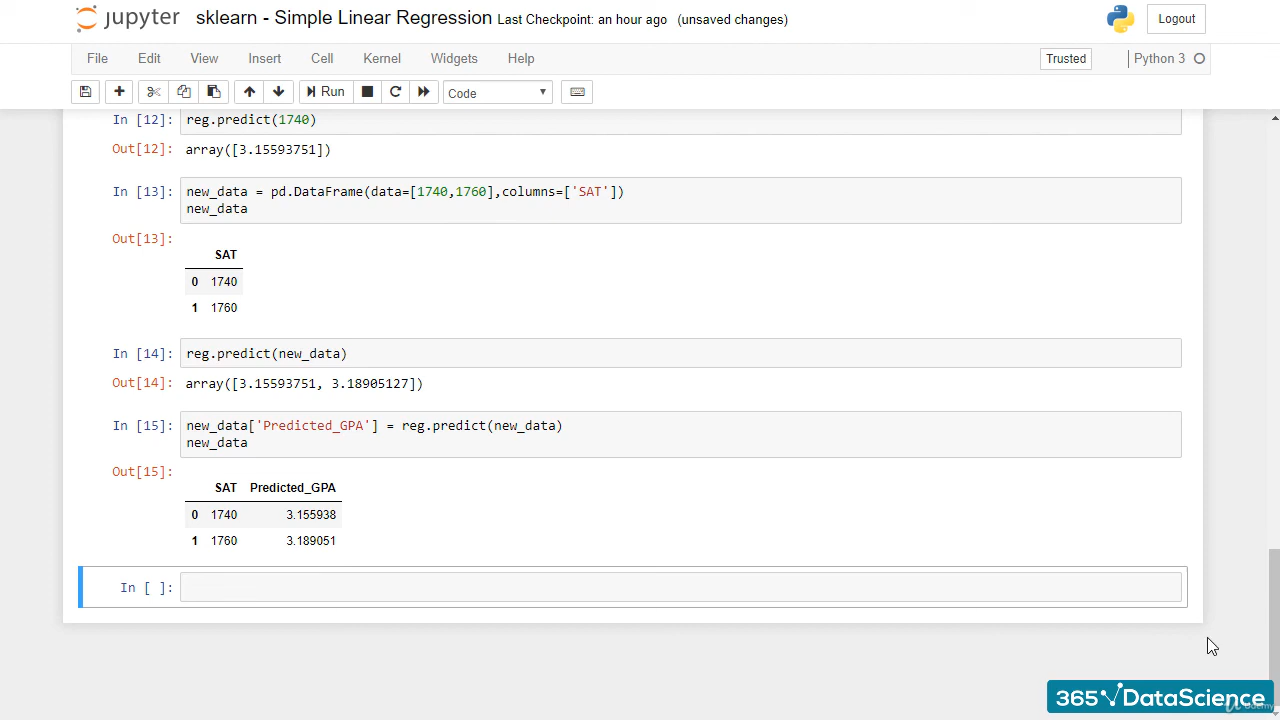 jupyter sklearn - Simple Linear Regression Last Checkpoint: an hour ago (unsaved changes) Logout
File Edit View Insert Cell Kernel Widgets Help Trusted Python 3
Run Code
In [12]: reg.predict(1740)
Out[12]: array([3.15593751])
In [13]: new_data = pd.DataFrame(data=[1740,1760],columns=['SAT'])
new_data
Out[13]:
SAT
0 1740
1 1760
In [14]: reg.predict(new_data)
Out[14]: array([3.15593751, 3.18905127])
In [15]: new_data['Predicted_GPA'] = reg.predict(new_data)
new_data
Out[15]:
SAT Predicted_GPA
0 1740 3.155938
1 1760 3.189051
In [ ]:
365 DataScience
Udemy